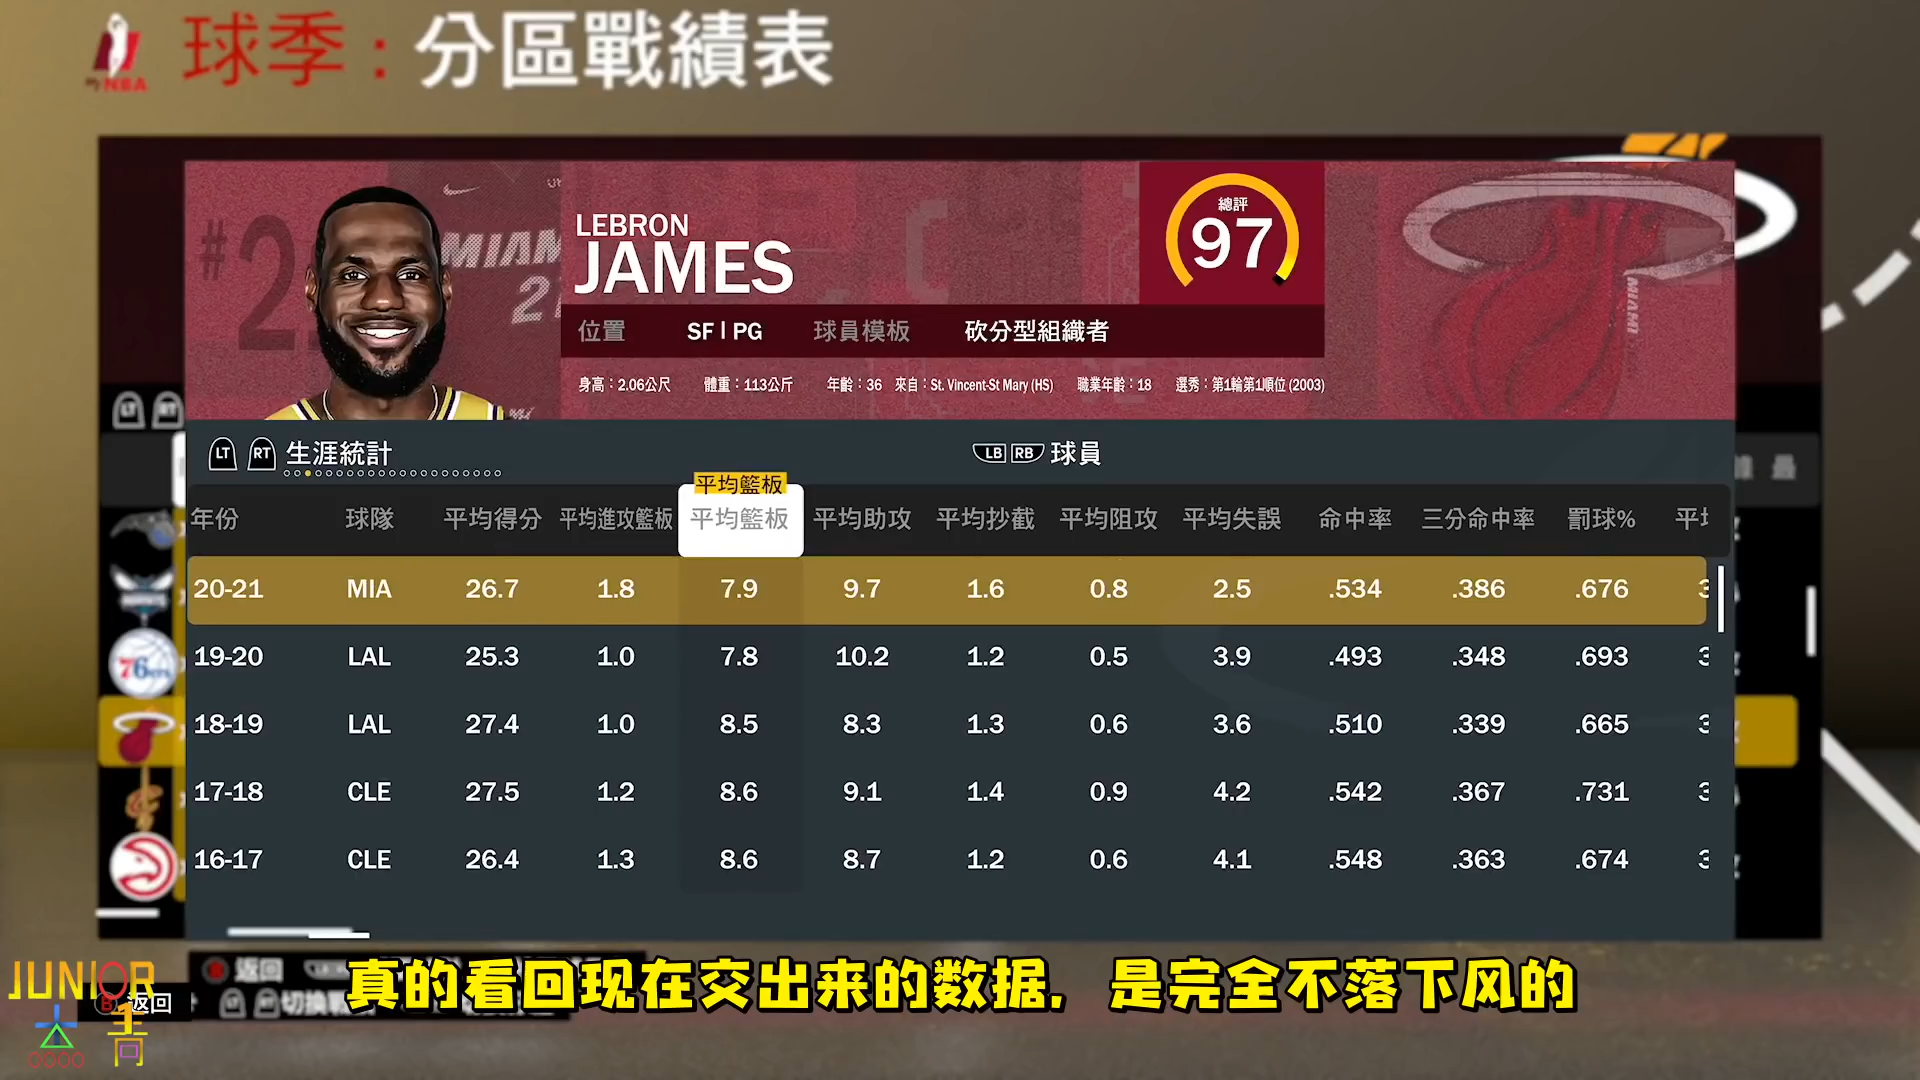 球季：分區戰績表
#2
MIAMI
21
LEBRON
JAMES
總評
97
位置 SF | PG 球員模板 砍分型組織者
身高：2.06公尺 體重：113公斤 年齡：36 來自：St. Vincent-St Mary (HS) 職業年齡：18 選秀：第1輪第1順位 (2003)
MIAMI
LT RT 生涯統計
LB RB 球員
平均籃板
年份 球隊 平均得分 平均進攻籃板 平均籃板 平均助攻 平均抄截 平均阻攻 平均失誤 命中率 三分命中率 罰球%
20-21 MIA 26.7 1.8 7.9 9.7 1.6 0.8 2.5 .534 .386 .676
19-20 LAL 25.3 1.0 7.8 10.2 1.2 0.5 3.9 .493 .348 .693
18-19 LAL 27.4 1.0 8.5 8.3 1.3 0.6 3.6 .510 .339 .665
17-18 CLE 27.5 1.2 8.6 9.1 1.4 0.9 4.2 .542 .367 .731
16-17 CLE 26.4 1.3 8.6 8.7 1.2 0.6 4.1 .548 .363 .674
返回
真的看回现在交出来的数据，是完全不落下风的
JUNIOR
B 返回
切換